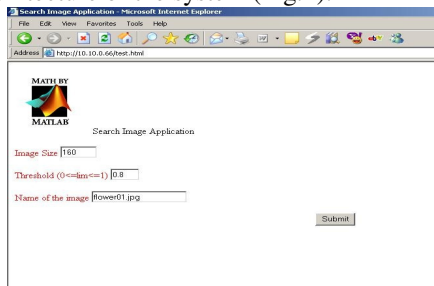 Search Image Application - Microsoft Internet Explorer
File Edit View Favorites Tools Help
Address http://10.10.0.66/test.html
MATH BY
MATLAB
Search Image Application
Image Size 160
Threshold (0<=lim<=1) 0.8
Name of the image flower01.jpg
Submit